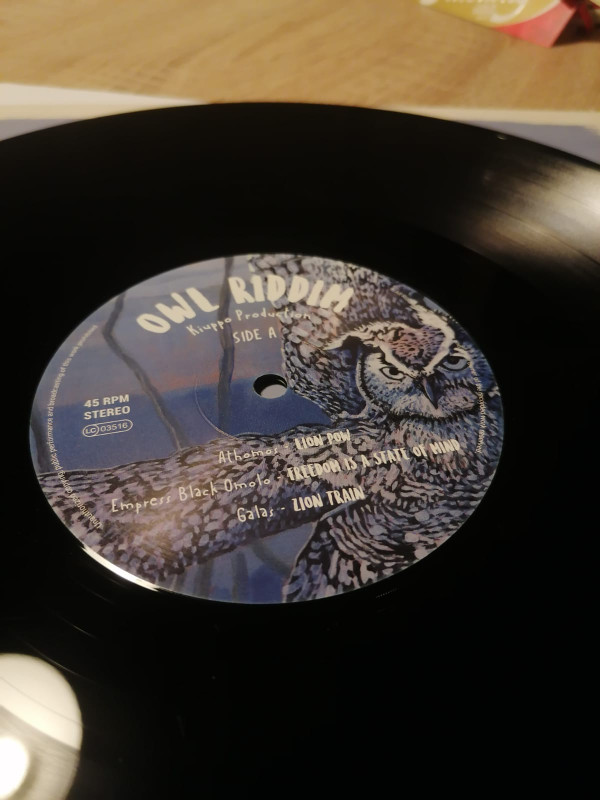 OWL RIDDIM
Kiuppo Production
SIDE A
45 RPM
STEREO
LC 03516
Athomos - LION POW
Empress Black Omolo - FREEDOM IS A STATE OF MIND
Galas - ZION TRAIN